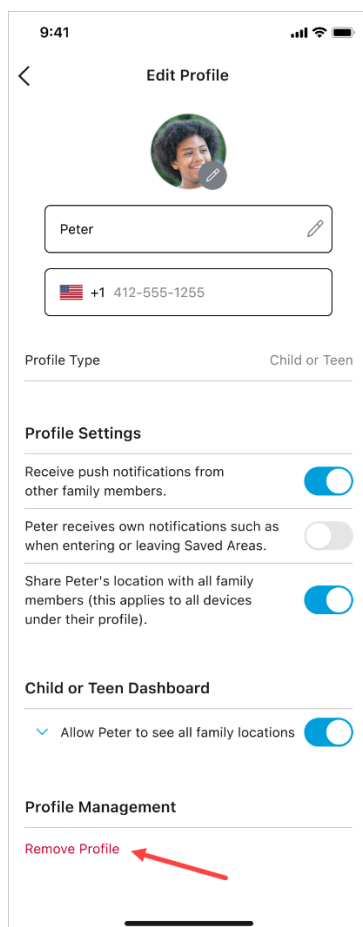 9:41
Edit Profile
Peter
+1 412-555-1255
Profile Type Child or Teen
Profile Settings
Receive push notifications from
other family members.
Peter receives own notifications such as
when entering or leaving Saved Areas.
Share Peter's location with all family
members (this applies to all devices
under their profile).
Child or Teen Dashboard
Allow Peter to see all family locations
Profile Management
Remove Profile